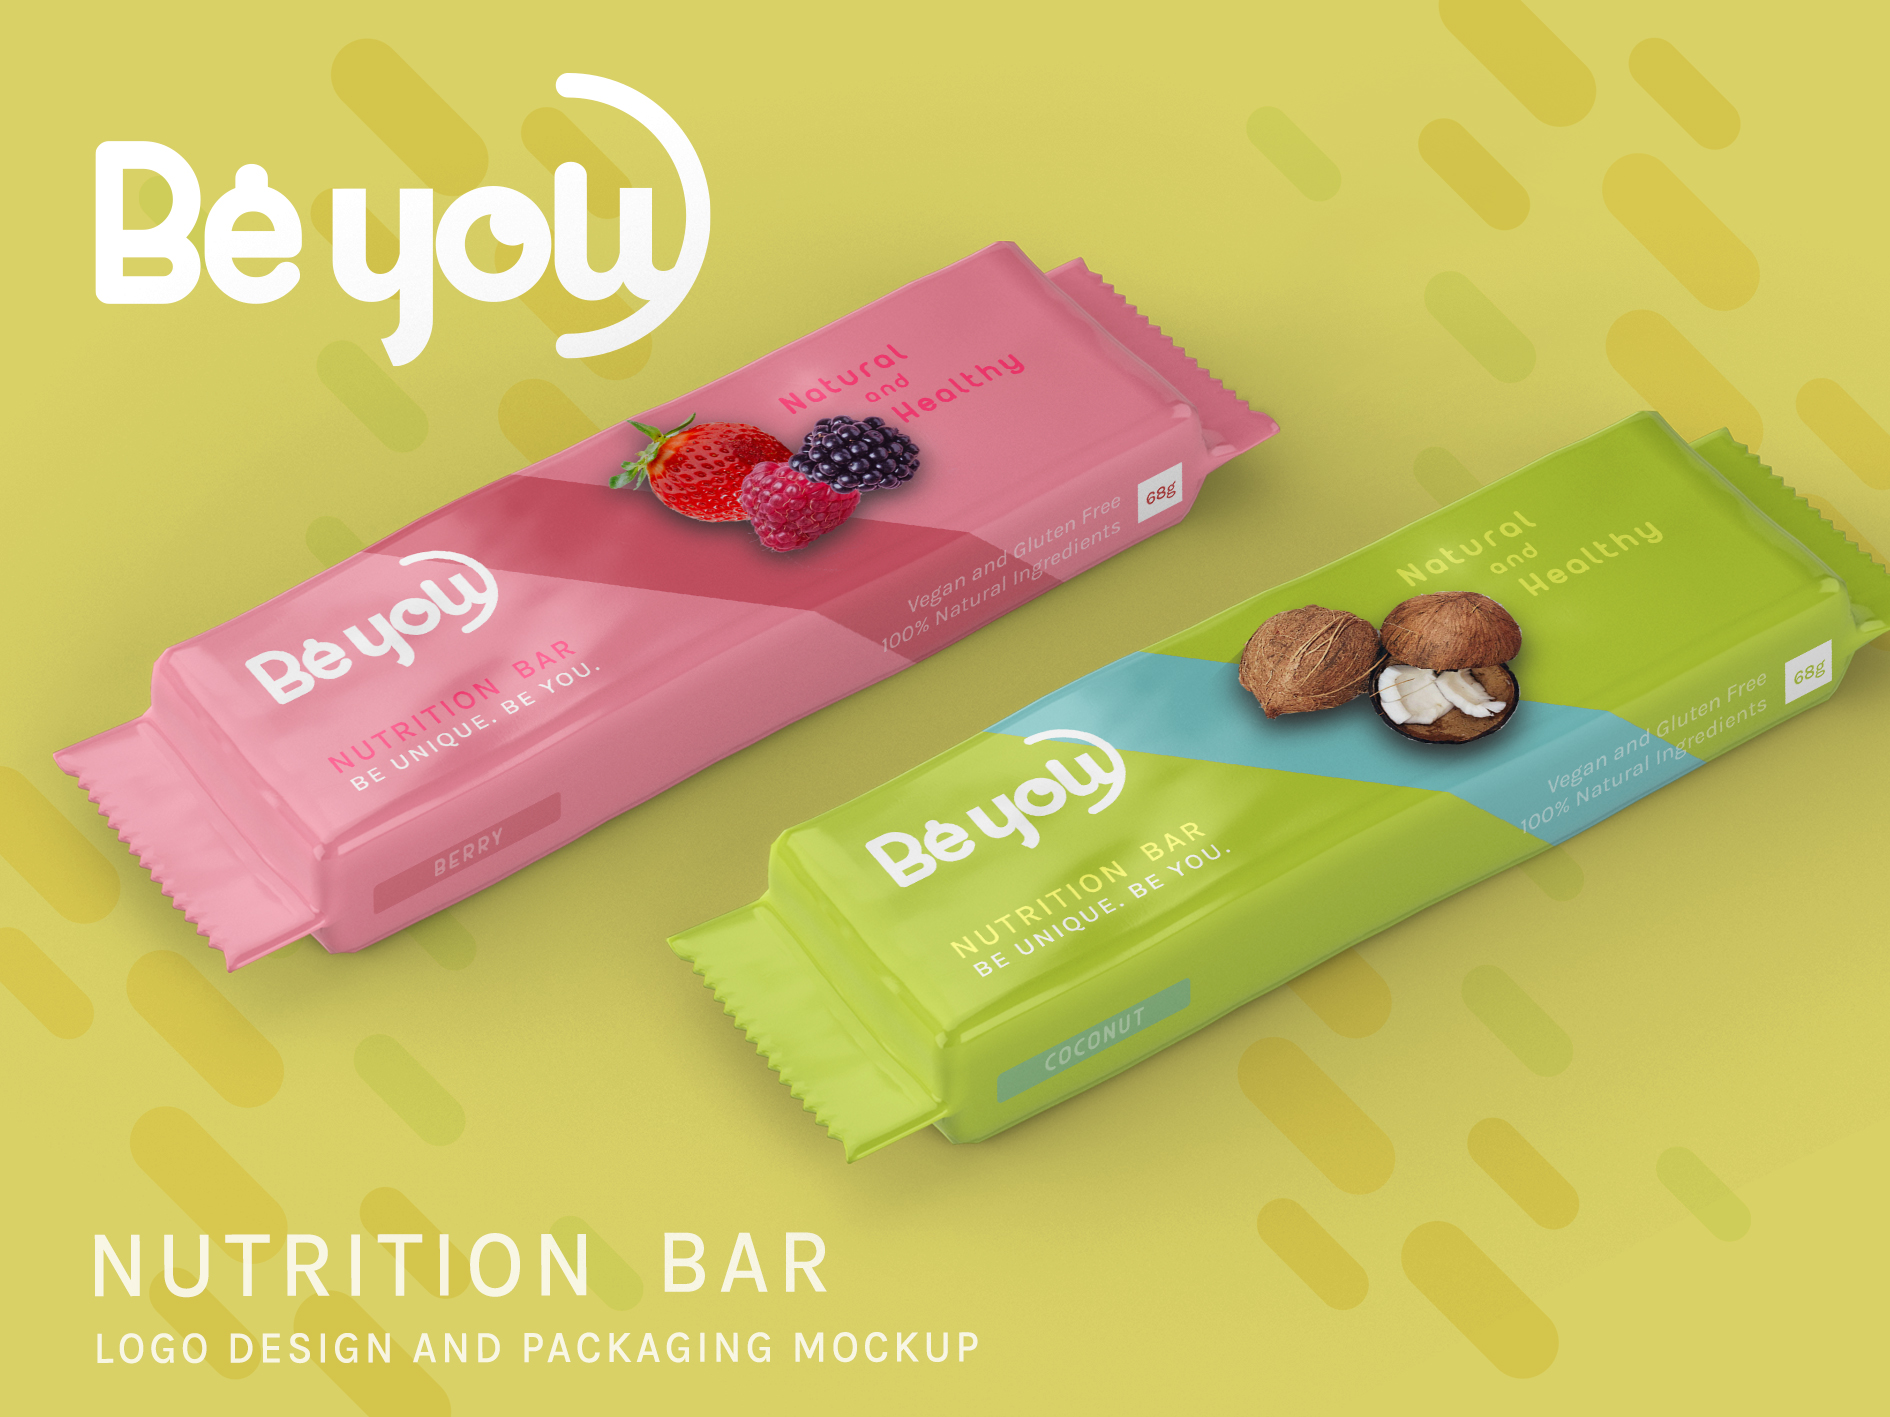 Be you
Natural
and
Healthy
68g
Vegan and Gluten Free
100% Natural Ingredients
Be you
NUTRITION BAR
BE UNIQUE. BE YOU.
BERRY
Natural
and
Healthy
68g
Vegan and Gluten Free
100% Natural Ingredients
Be you
NUTRITION BAR
BE UNIQUE. BE YOU.
COCONUT
NUTRITION BAR
LOGO DESIGN AND PACKAGING MOCKUP